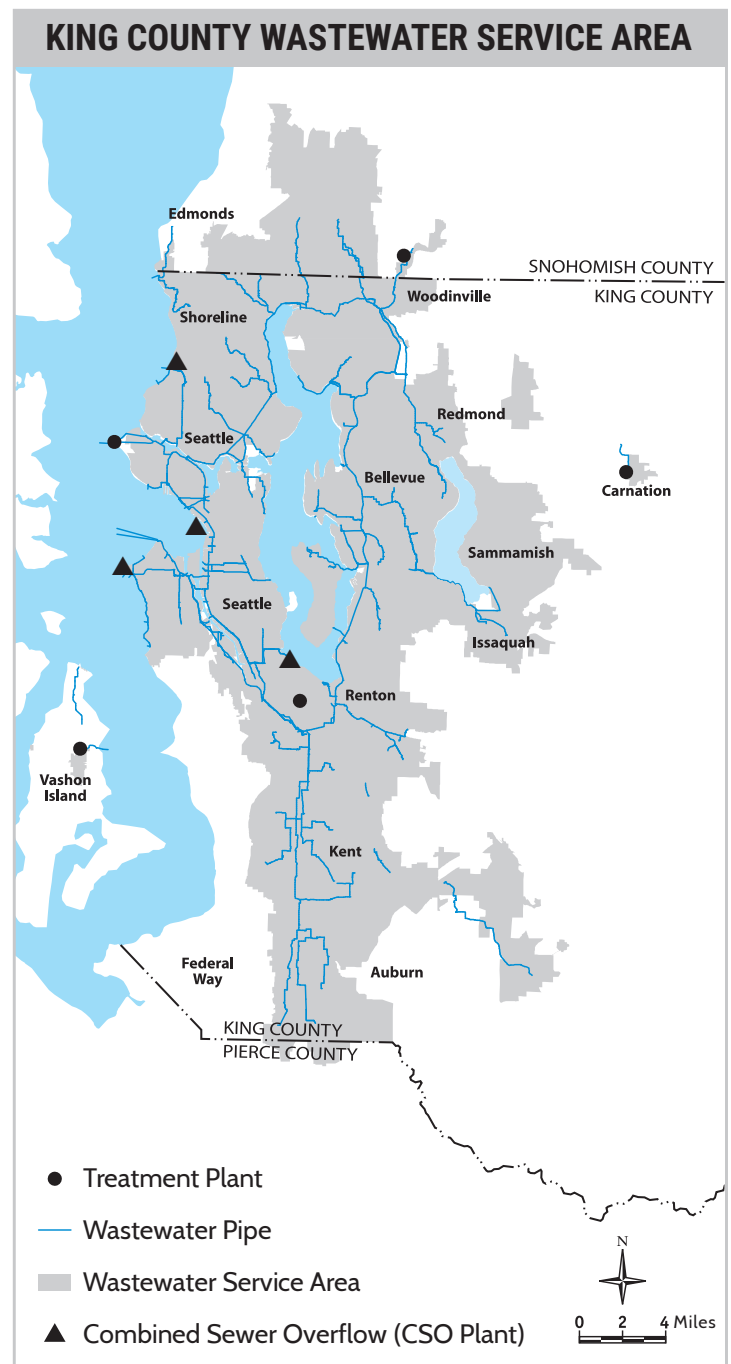 KING COUNTY WASTEWATER SERVICE AREA
Edmonds
SNOHOMISH COUNTY
KING COUNTY
Woodinville
Shoreline
Redmond
Seattle
Bellevue
Carnation
Sammamish
Seattle
Issaquah
Renton
Vashon
Island
Kent
Federal
Way
Auburn
KING COUNTY
PIERCE COUNTY
Treatment Plant
Wastewater Pipe
Wastewater Service Area
Combined Sewer Overflow (CSO Plant)
N
0 2 4 Miles